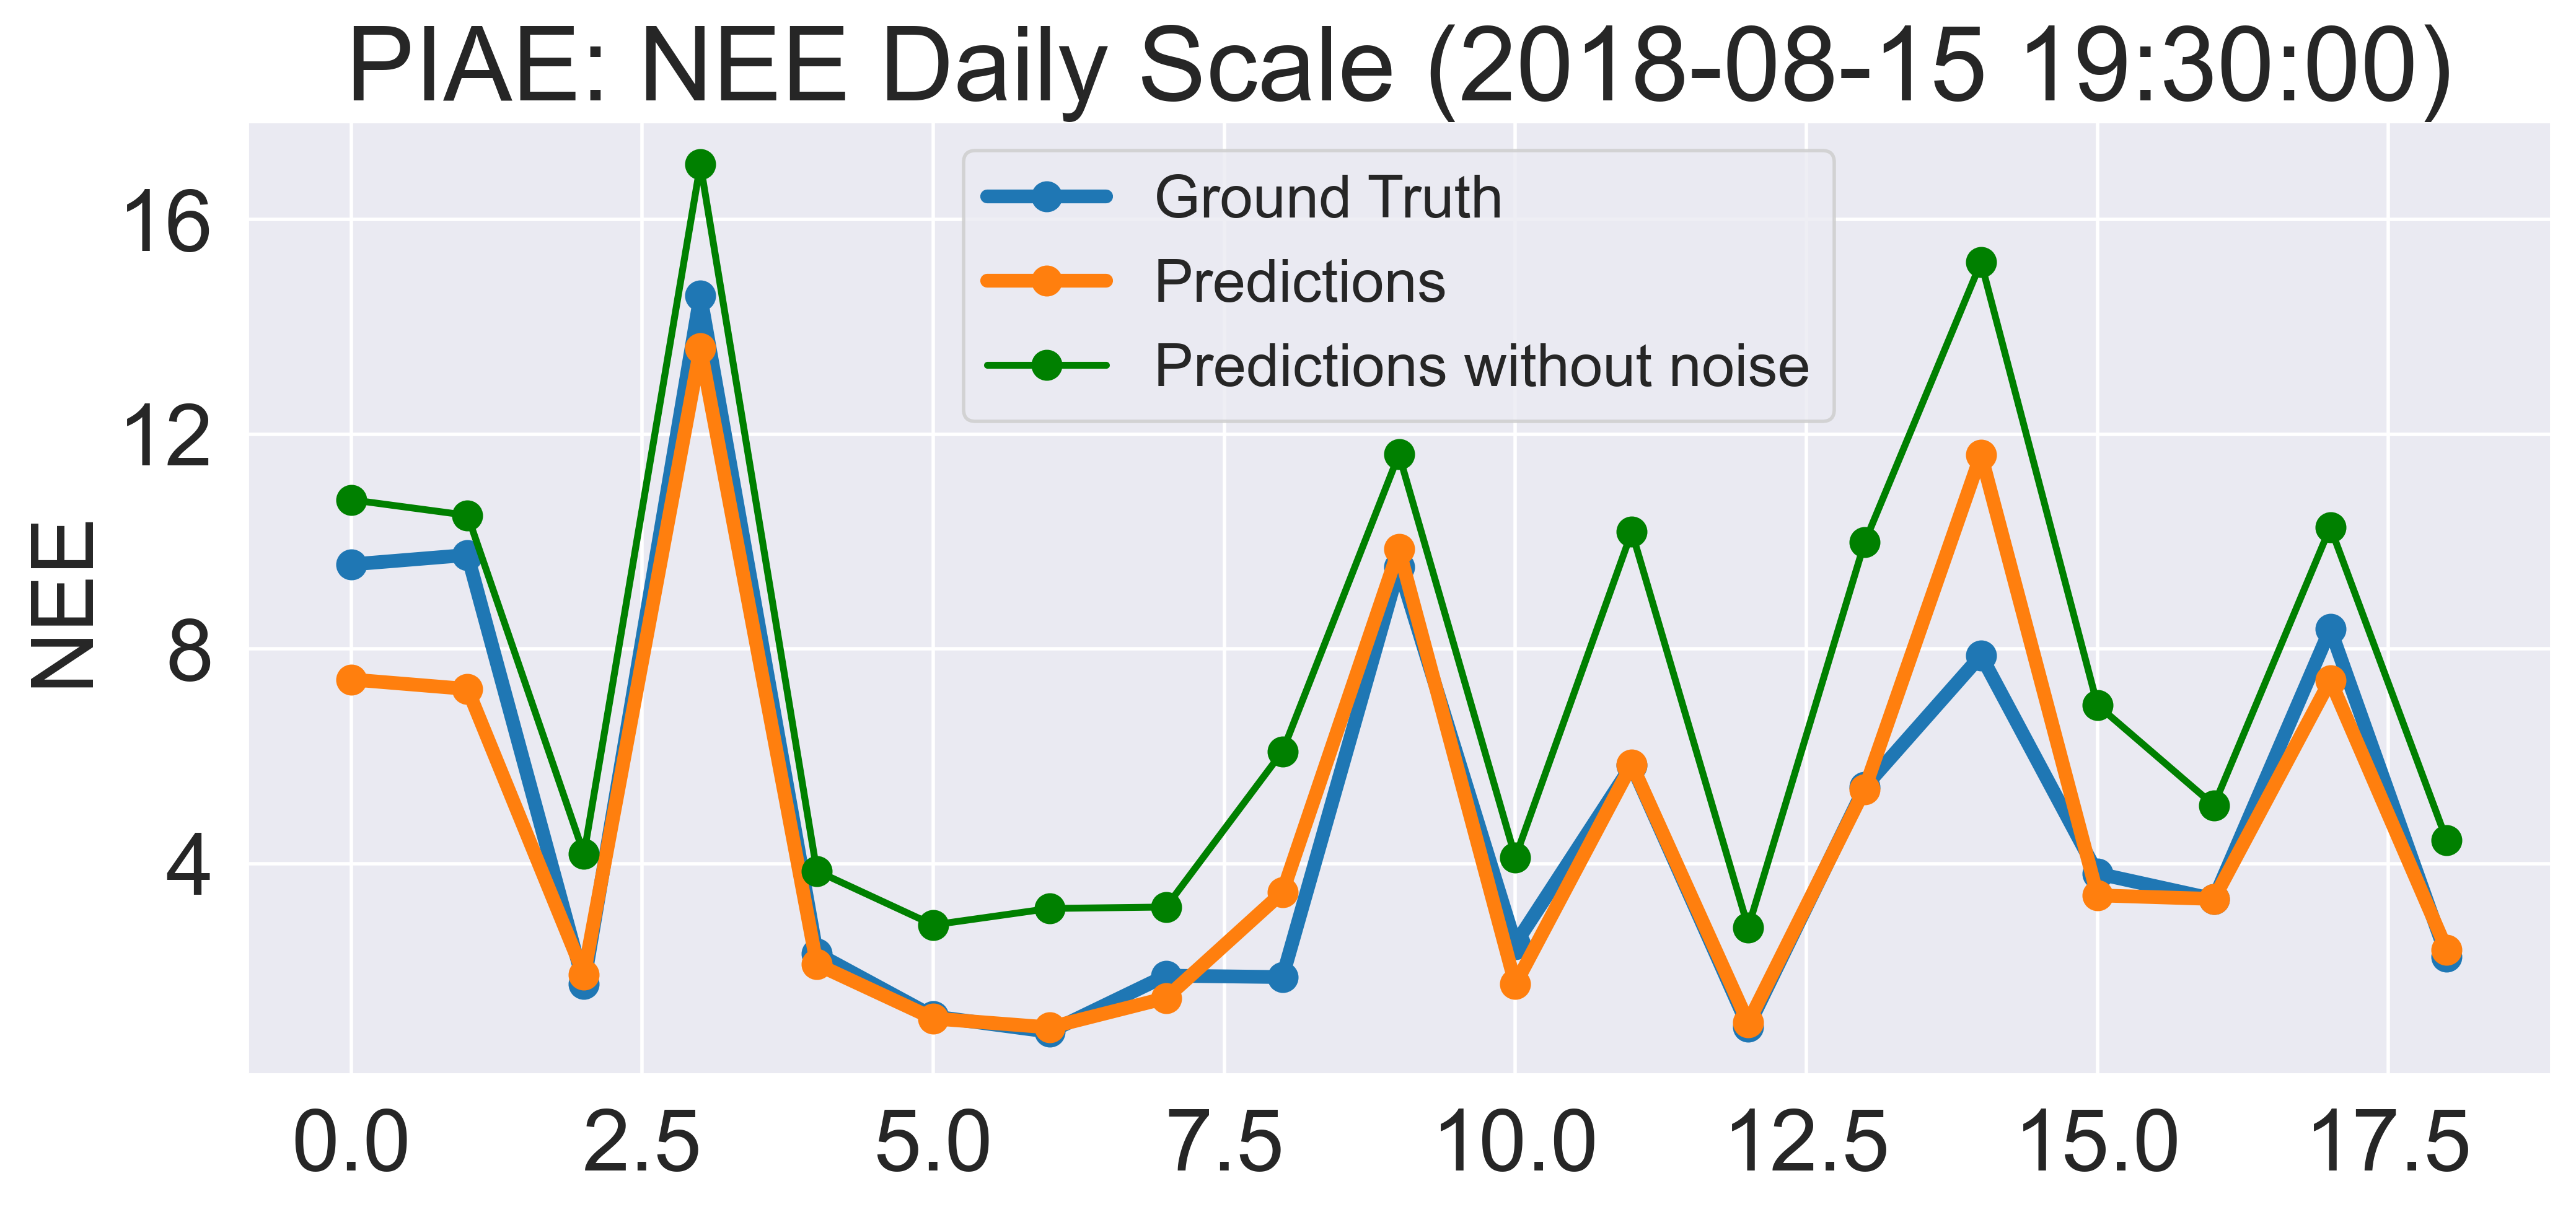 PIAE: NEE Daily Scale (2018-08-15 19:30:00)
Ground Truth
Predictions
Predictions without noise
NEE
16
12
8
4
0.0 2.5 5.0 7.5 10.0 12.5 15.0 17.5